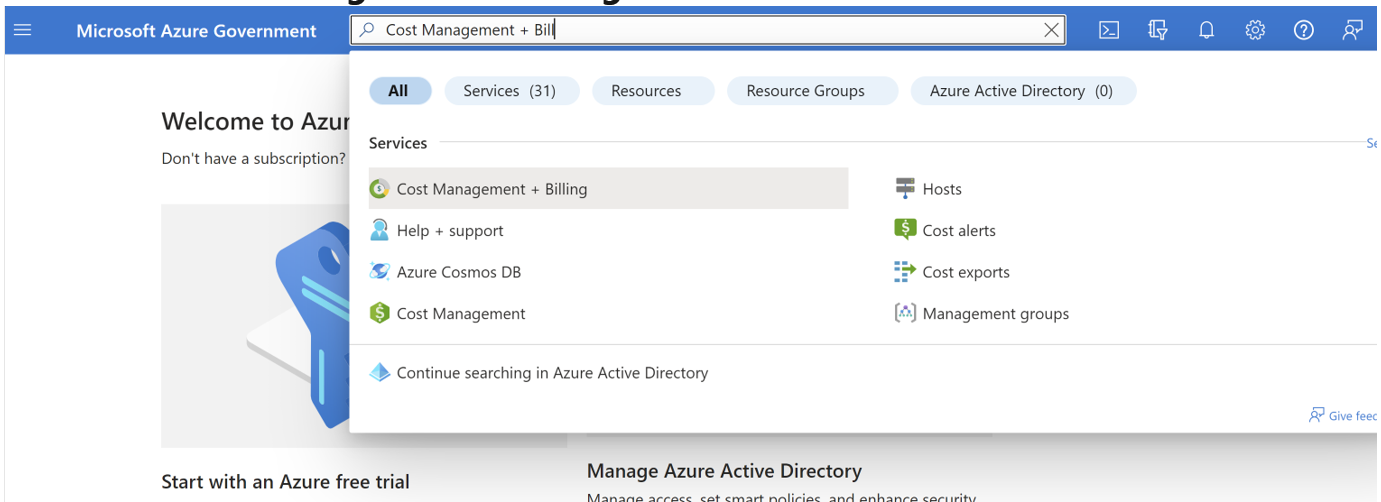 Microsoft Azure Government
Cost Management + Bill
All
Services (31)
Resources
Resource Groups
Azure Active Directory (0)
Welcome to Azur
Don't have a subscription?
Services
Se
Cost Management + Billing
Hosts
Help + support
Cost alerts
Azure Cosmos DB
Cost exports
Cost Management
Management groups
Continue searching in Azure Active Directory
Give feed
Start with an Azure free trial
Manage Azure Active Directory
Manage access, set smart policies, and enhance security